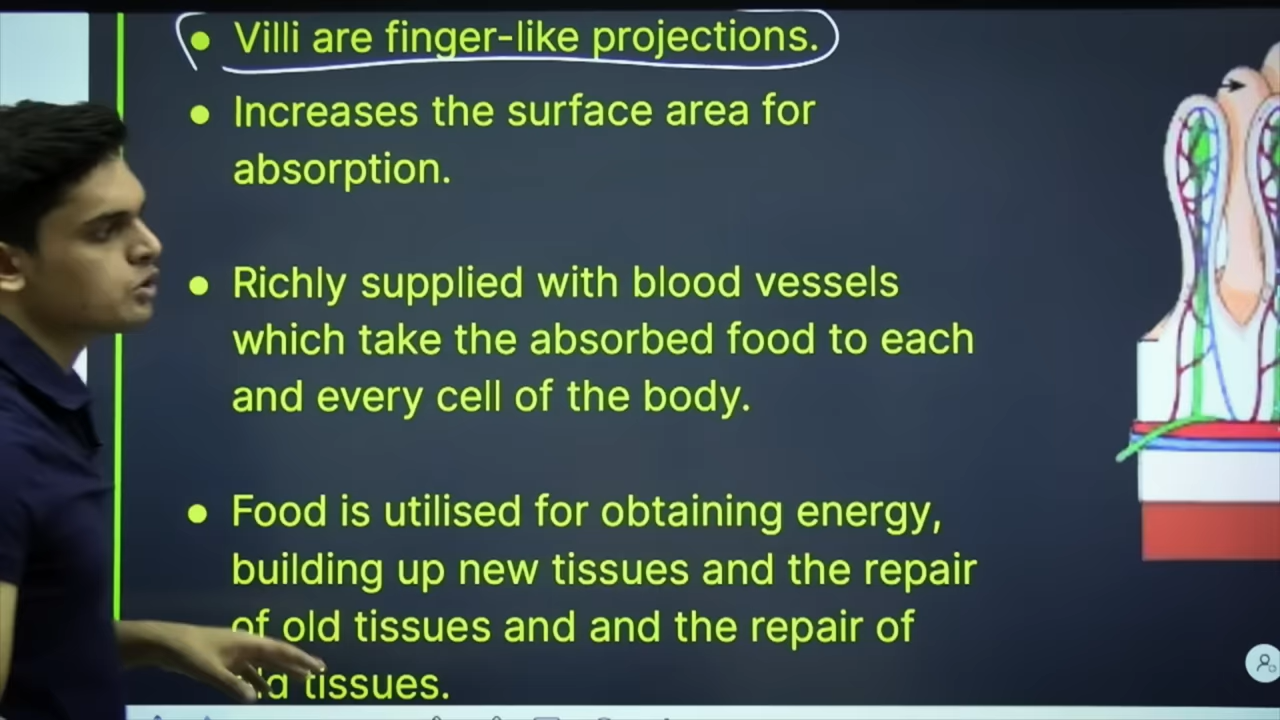 Villi are finger-like projections.
Increases the surface area for
absorption.
Richly supplied with blood vessels
which take the absorbed food to each
and every cell of the body.
Food is utilised for obtaining energy,
building up new tissues and the repair
of old tissues and and the repair of
tissues.